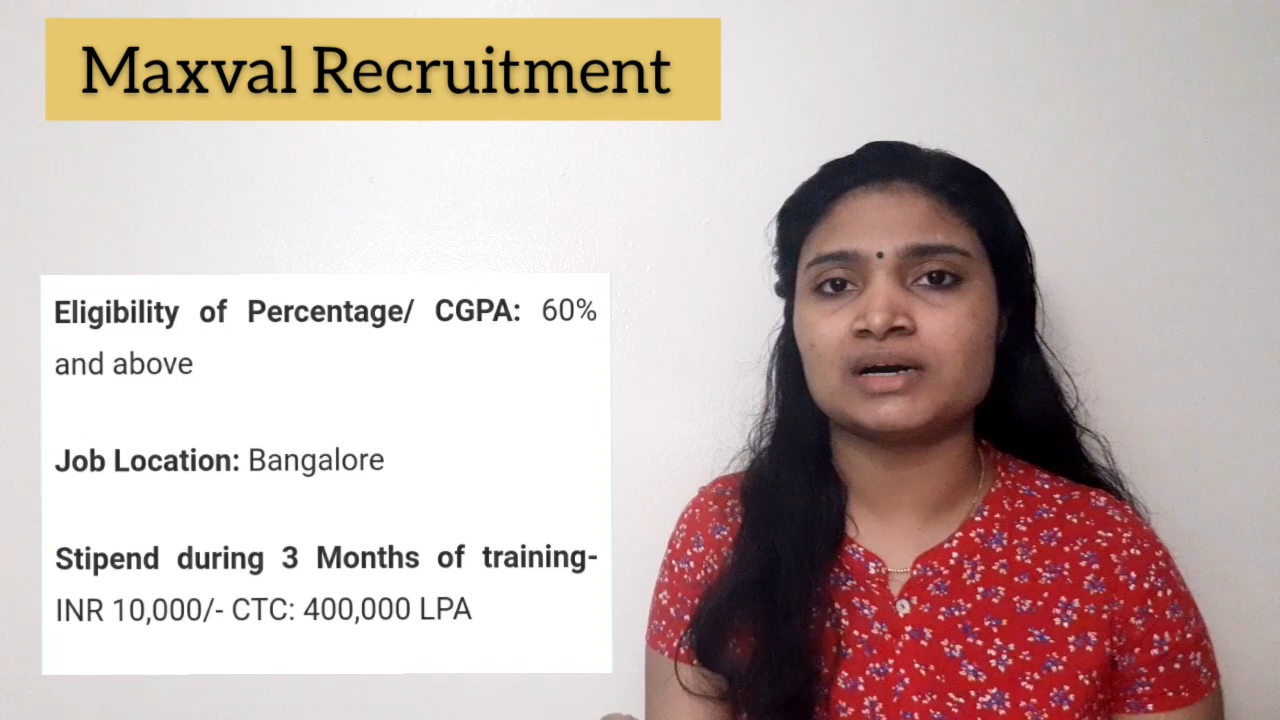 Maxval Recruitment
Eligibility of Percentage/ CGPA: 60%
and above
Job Location: Bangalore
Stipend during 3 Months of training-
INR 10,000/- CTC: 400,000 LPA